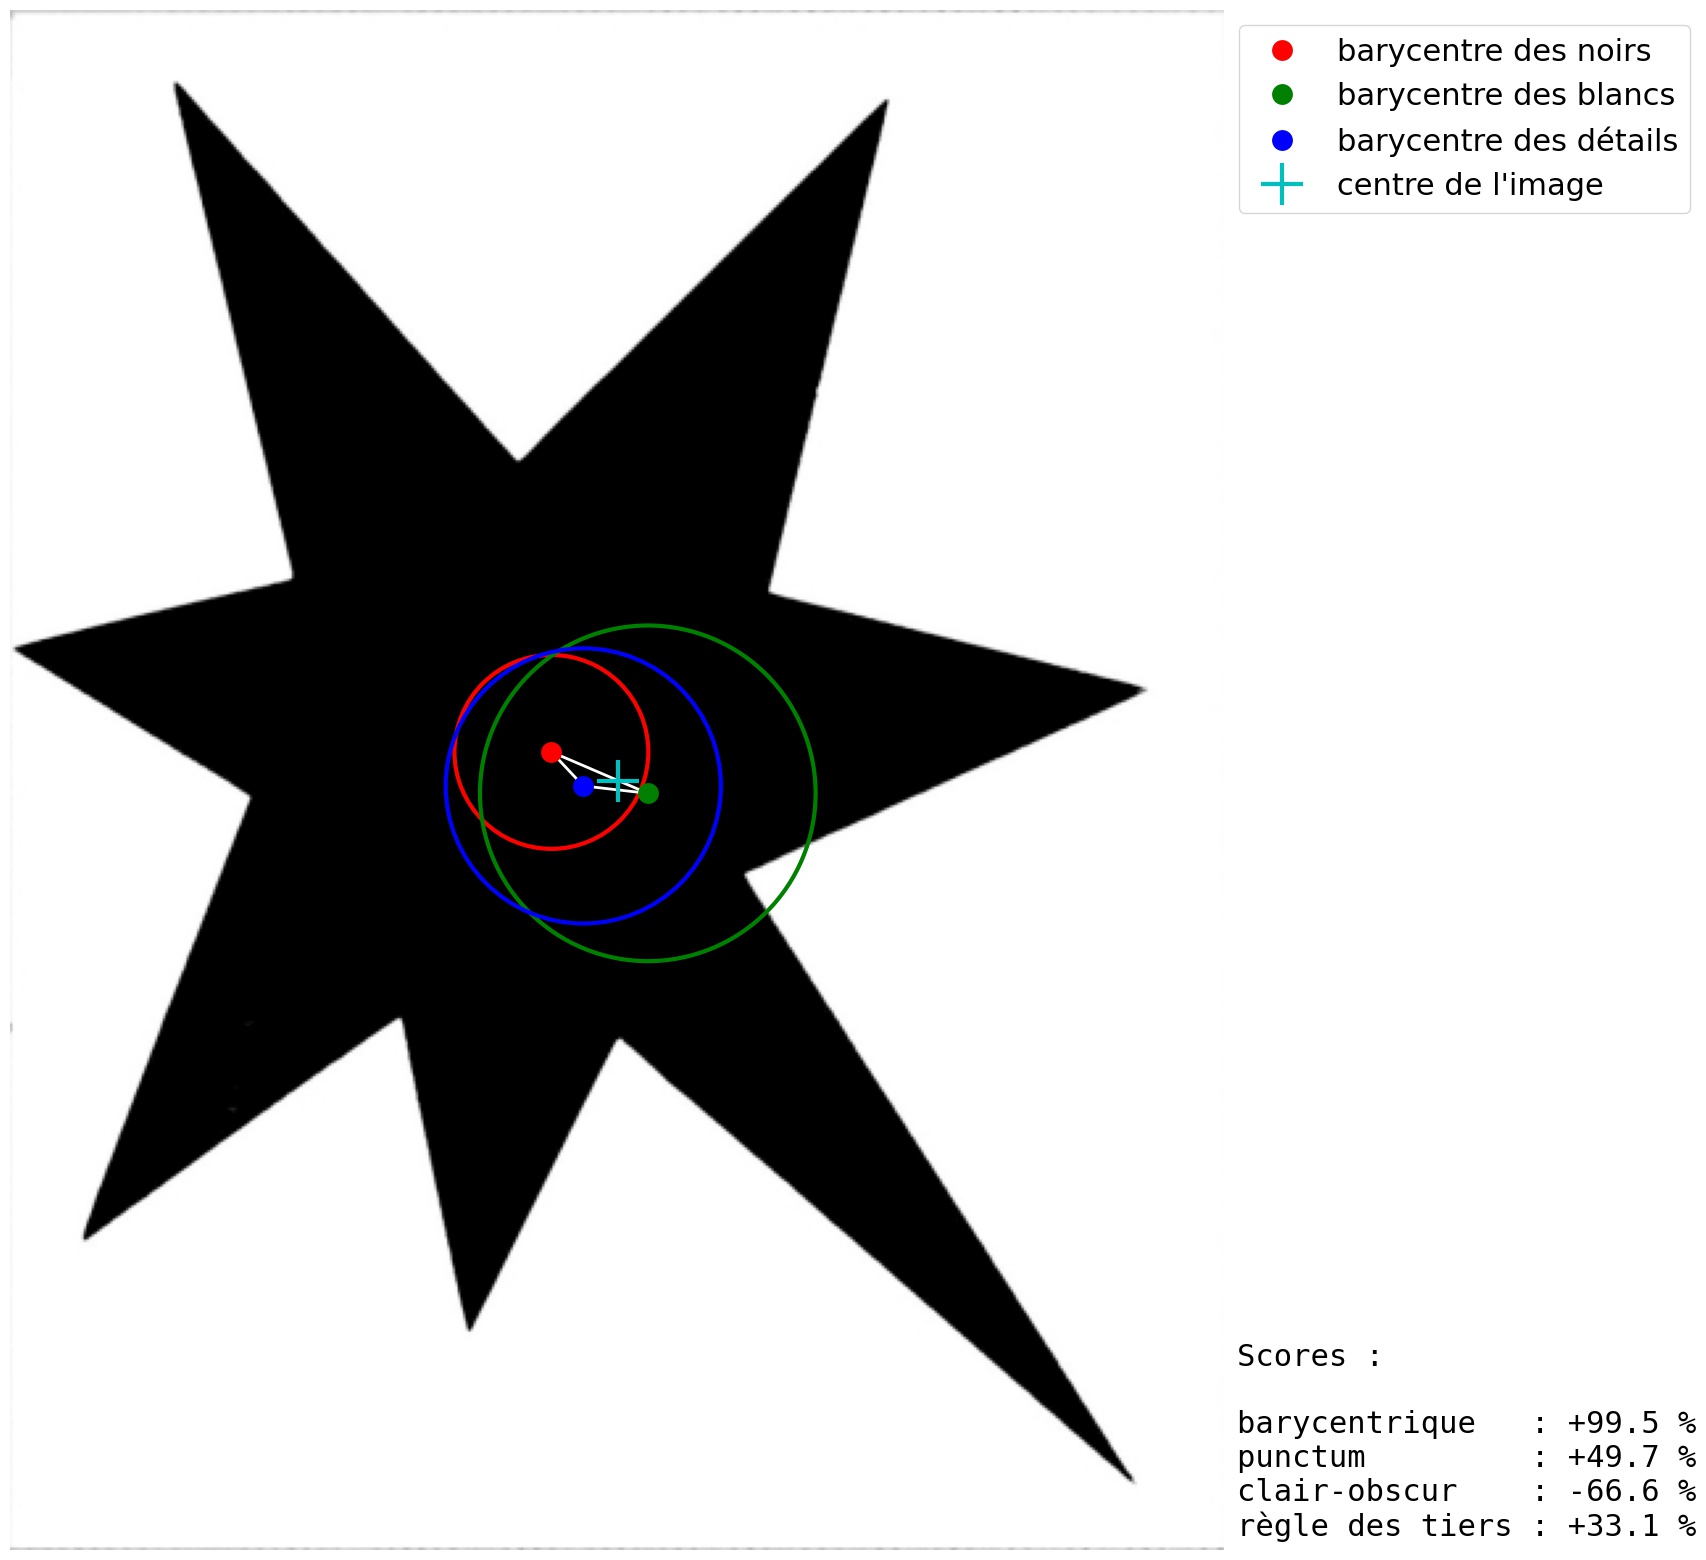 barycentre des noirs
barycentre des blancs
barycentre des détails
centre de l'image
Scores :
barycentrique : +99.5 %
punctum : +49.7 %
clair-obscur : -66.6 %
règle des tiers : +33.1 %